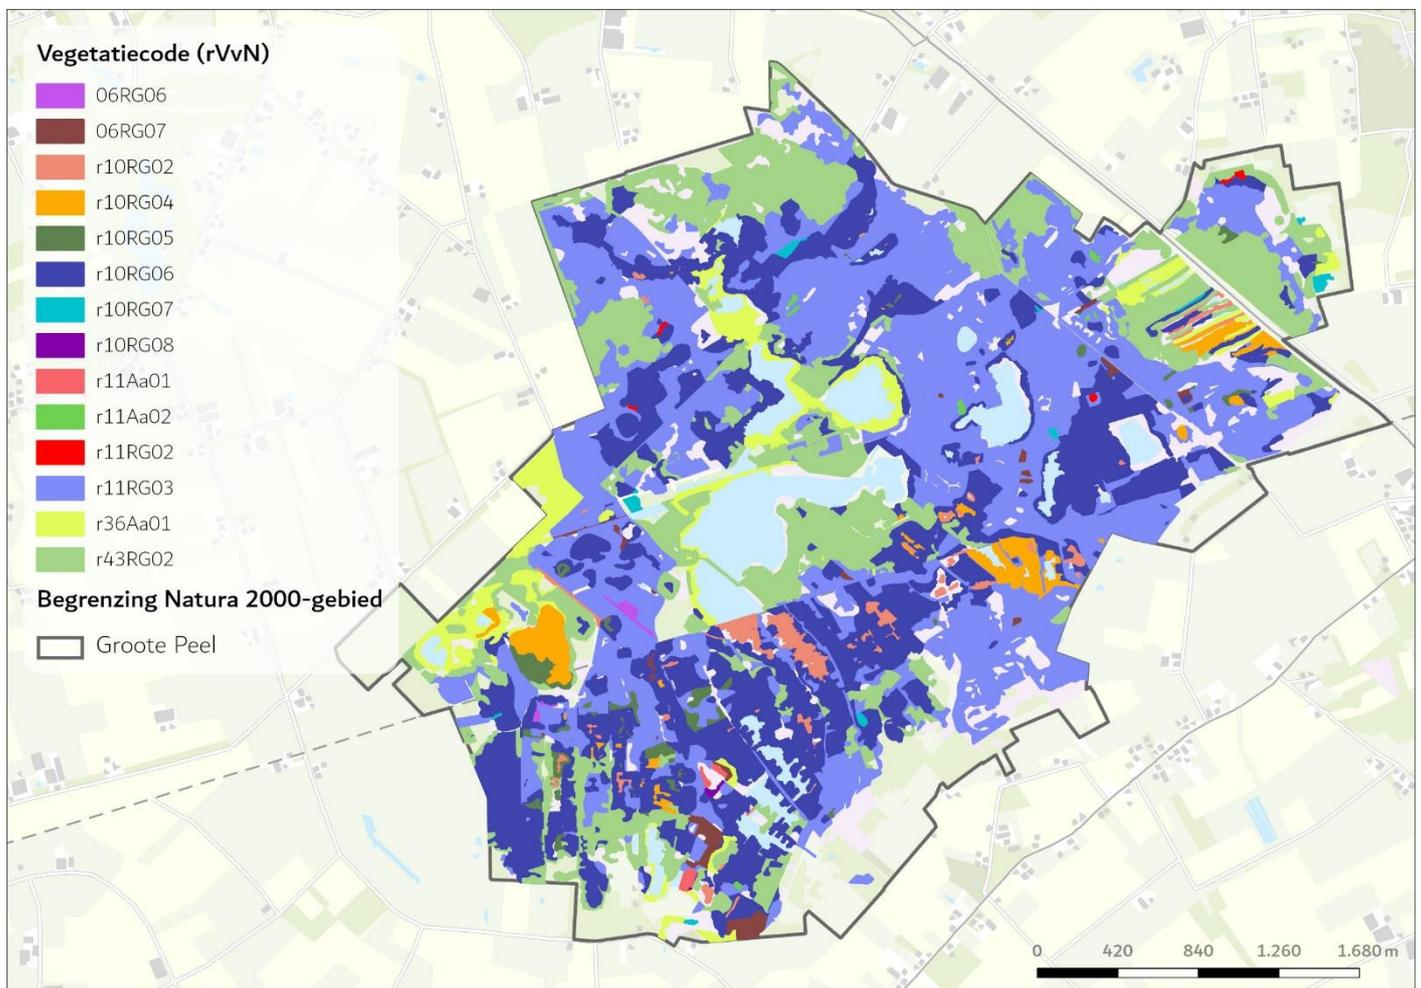 Vegetatiecode (rVvN)
06RG06
06RG07
r10RG02
r10RG04
r10RG05
r10RG06
r10RG07
r10RG08
r11Aa01
r11Aa02
r11RG02
r11RG03
r36Aa01
r43RG02
Begrenzing Natura 2000-gebied
Groote Peel
0 420 840 1.260 1.680 m